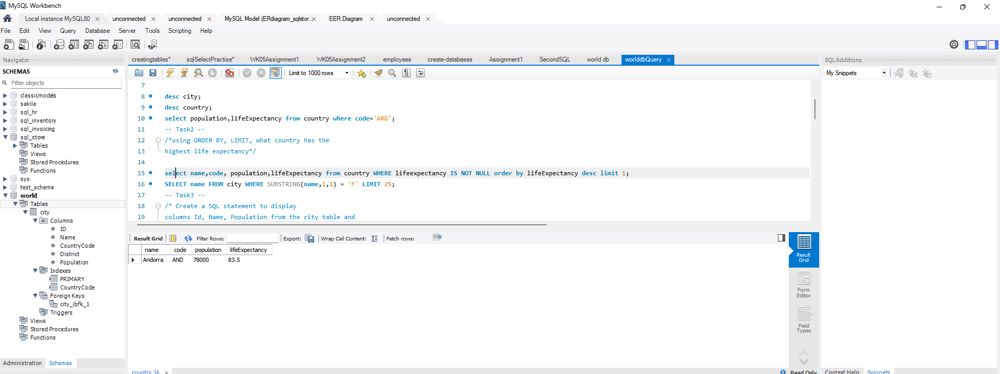 MySQL Workbench
Local instance MySQL80
unconnected
unconnected
MySQL Model (ERdiagram_sqlstor..
EER Diagram
unconnected
File Edit View Query Database Server Tools Scripting Help
Navigator
SCHEMAS
Filter objects
classicmodels
sakila
sql_hr
sql_inventory
sql_invoicing
sql_store
Tables
Views
Stored Procedures
Functions
sys
test_schema
world
Tables
city
Columns
ID
Name
CountryCode
District
Population
Indexes
PRIMARY
CountryCode
Foreign Keys
city_ibfk_1
Triggers
Views
Stored Procedures
Functions
Administration Schemas
creatingtables* sqlSelectPractise* WK05Assignment1 WK05Assignment2 employees create-databases Assignment1 SecondSQL world db worlddbQuery
Limit to 1000 rows
7
8 desc city;
9 desc country;
10 select population,lifeExpectancy from country where code='ARG';
11 -- Task2 --
12 /*using ORDER BY, LIMIT, what country has the
13 highest life expectancy*/
14
15 select name,code, population,lifeExpectancy from country WHERE lifeexpectancy IS NOT NULL order by lifeExpectancy desc limit 1;
16 SELECT name FROM city WHERE SUBSTRING(name,1,1) = 'F' LIMIT 25;
17 -- Task3 --
18 /* Create a SQL statement to display
19 columns Id, Name, Population from the city table and
Result Grid Filter Rows: Export: Wrap Cell Content: Fetch rows:
name code population lifeExpectancy
Andorra AND 78000 83.5
Result Grid
Form Editor
Field Types
country 36
Read Only
SQLAdditions
My Snippets
Context Help Snippets